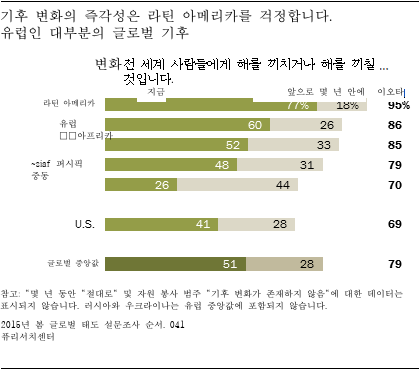 기후 변화의 즉각성은 라틴 아메리카를 걱정합니다.
유럽인 대부분의 글로벌 기후
변화전 세계 사람들에게 해를 끼치거나 해를 끼칠 ...
것입니다.
지금 앞으로 몇 년 안에 이오타
라틴 아메리카 77% 18% 95%
유럽 60 26 86
□□아프리카 52 33 85
~siaf 퍼시픽 48 31 79
중동 26 44 70
U.S. 41 28 69
글로벌 중앙값 51 28 79
참고: "몇 년 동안 "절대로" 및 자원 봉사 범주 "기후 변화가 존재하지 않음"에 대한 데이터는
표시되지 않습니다. 러시아와 우크라이나는 유럽 중앙값에 포함되지 않습니다.
2015년 봄 글로벌 태도 설문조사 순서. 041
퓨리서치센터